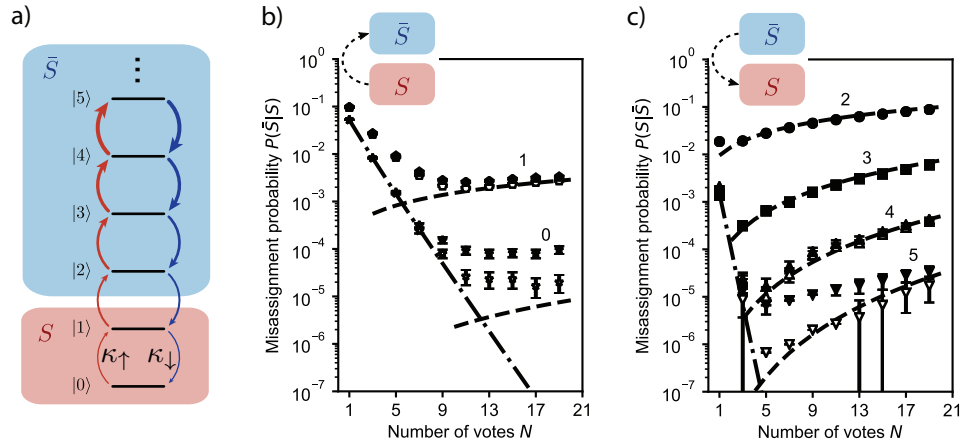 a)
S̄
⋮
|5⟩
|4⟩
|3⟩
|2⟩
S
|1⟩
κ↑ κ↓
|0⟩
b)
S̄
S
Misassignment probability P(S̄|S)
10⁰
10⁻¹
10⁻²
10⁻³
10⁻⁴
10⁻⁵
10⁻⁶
10⁻⁷
1
0
1 5 9 13 17 21
Number of votes N
c)
S̄
S
Misassignment probability P(S|S̄)
10⁰
10⁻¹
10⁻²
10⁻³
10⁻⁴
10⁻⁵
10⁻⁶
10⁻⁷
2
3
4
5
1 5 9 13 17 21
Number of votes N